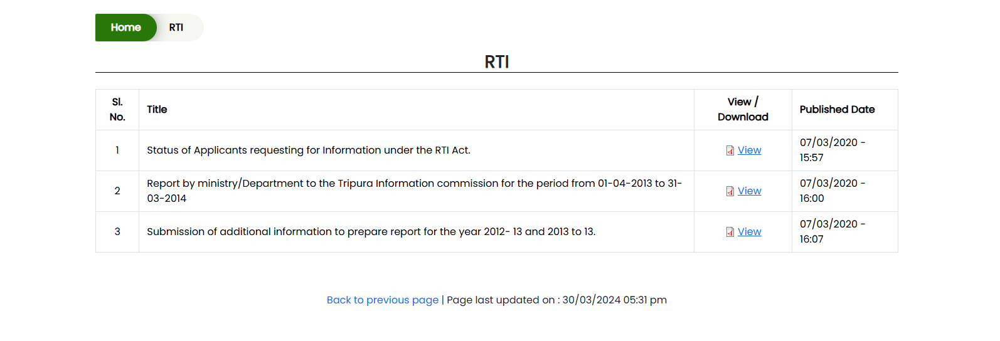 Home RTI
RTI
Sl. No. Title View / Download Published Date
1 Status of Applicants requesting for Information under the RTI Act. View 07/03/2020 - 15:57
2 Report by ministry/Department to the Tripura Information commission for the period from 01-04-2013 to 31-03-2014 View 07/03/2020 - 16:00
3 Submission of additional information to prepare report for the year 2012- 13 and 2013 to 13. View 07/03/2020 - 16:07
Back to previous page | Page last updated on : 30/03/2024 05:31 pm